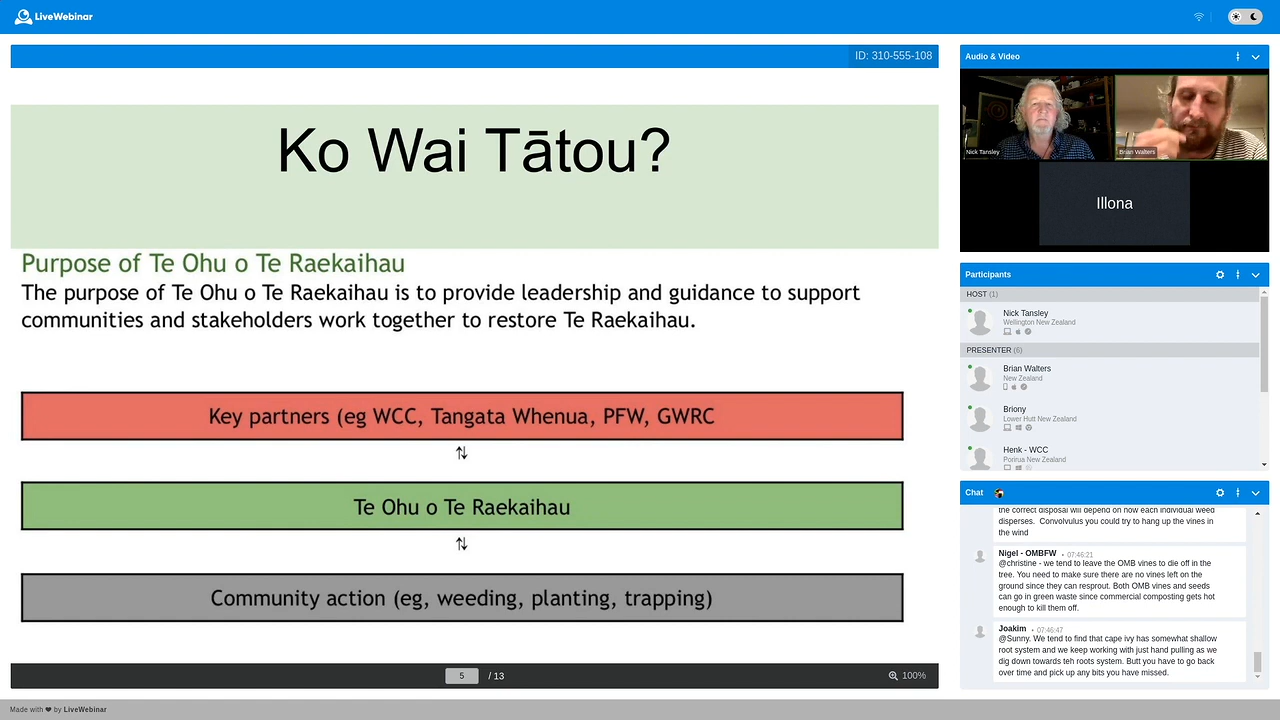 LiveWebinar
ID: 310-555-108
Ko Wai Tātou?
Purpose of Te Ohu o Te Raekaihau
The purpose of Te Ohu o Te Raekaihau is to provide leadership and guidance to support
communities and stakeholders work together to restore Te Raekaihau.
Key partners (eg WCC, Tangata Whenua, PFW, GWRC
Te Ohu o Te Raekaihau
Community action (eg, weeding, planting, trapping)
5 / 13
100%
Made with ❤ by LiveWebinar
Audio & Video
Nick Tansley
Brian Walters
Illona
Participants
HOST (1)
Nick Tansley
Wellington New Zealand
PRESENTER (6)
Brian Walters
New Zealand
Briony
Lower Hutt New Zealand
Henk - WCC
Porirua New Zealand
Chat
the correct disposal will depend on how each individual weed
disperses. Convolvulus you could try to hang up the vines in
the wind
Nigel - OMBFW • 07:46:21
@christine - we tend to leave the OMB vines to die off in the
tree. You need to make sure there are no vines left on the
ground since they can resprout. Both OMB vines and seeds
can go in green waste since commercial composting gets hot
enough to kill them off.
Joakim • 07:46:47
@Sunny. We tend to find that cape ivy has somewhat shallow
root system and we keep working with just hand pulling as we
dig down towards teh roots system. Butt you have to go back
over time and pick up any bits you have missed.